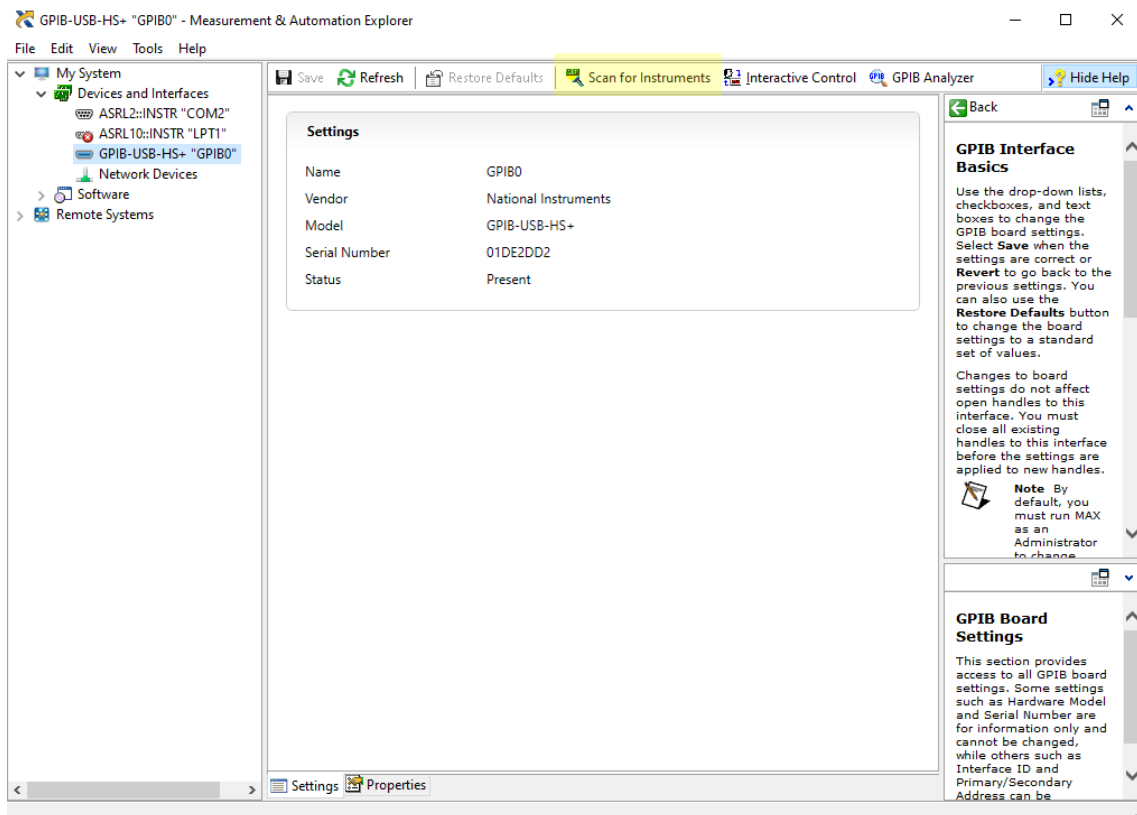 GPIB-USB-HS+ "GPIB0" - Measurement & Automation Explorer
File Edit View Tools Help
My System
Devices and Interfaces
ASRL2::INSTR "COM2"
ASRL10::INSTR "LPT1"
GPIB-USB-HS+ "GPIB0"
Network Devices
Software
Remote Systems
Save Refresh Restore Defaults Scan for Instruments Interactive Control GPIB Analyzer Hide Help
Settings
Name GPIB0
Vendor National Instruments
Model GPIB-USB-HS+
Serial Number 01DE2DD2
Status Present
Settings Properties
Back
GPIB Interface
Basics
Use the drop-down lists,
checkboxes, and text
boxes to change the
GPIB board settings.
Select Save when the
settings are correct or
Revert to go back to the
previous settings. You
can also use the
Restore Defaults button
to change the board
settings to a standard
set of values.
Changes to board
settings do not affect
open handles to this
interface. You must
close all existing
handles to this interface
before the settings are
applied to new handles.
Note By
default, you
must run MAX
as an
Administrator
to change
GPIB Board
Settings
This section provides
access to all GPIB board
settings. Some settings
such as Hardware Model
and Serial Number are
for information only and
cannot be changed,
while others such as
Interface ID and
Primary/Secondary
Address can be